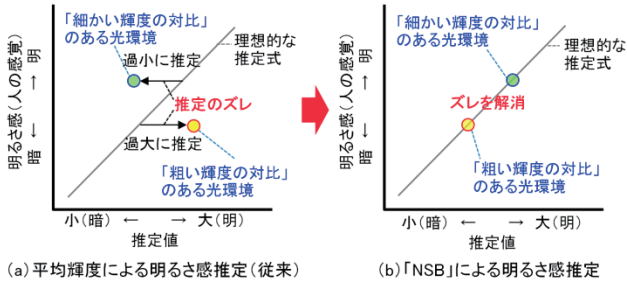 「細かい輝度の対比」
のある光環境
理想的な
推定式
過小に推定
推定のズレ
過大に推定
「粗い輝度の対比」
のある光環境
明るさ感(人の感覚)
暗 ← → 明
小(暗) ← → 大(明)
推定値
(a)平均輝度による明るさ感推定(従来)
「細かい輝度の対比」
のある光環境
理想的な
推定式
ズレを解消
「粗い輝度の対比」
のある光環境
明るさ感(人の感覚)
暗 ← → 明
小(暗) ← → 大(明)
推定値
(b)「NSB」による明るさ感推定